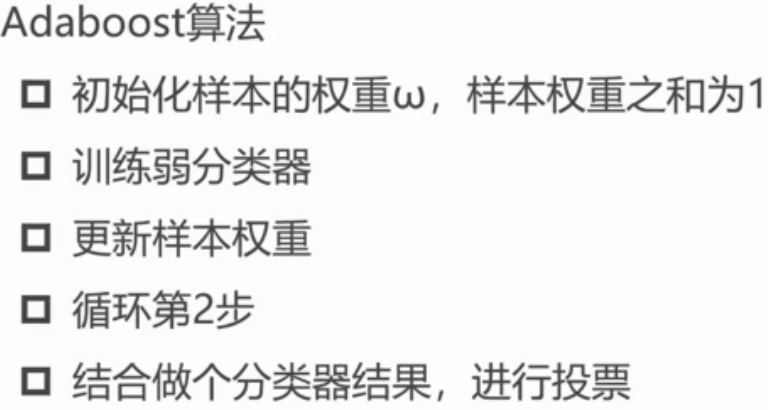 Adaboost算法
初始化样本的权重ω，样本权重之和为1
训练弱分类器
更新样本权重
循环第2步
结合做个分类器结果，进行投票